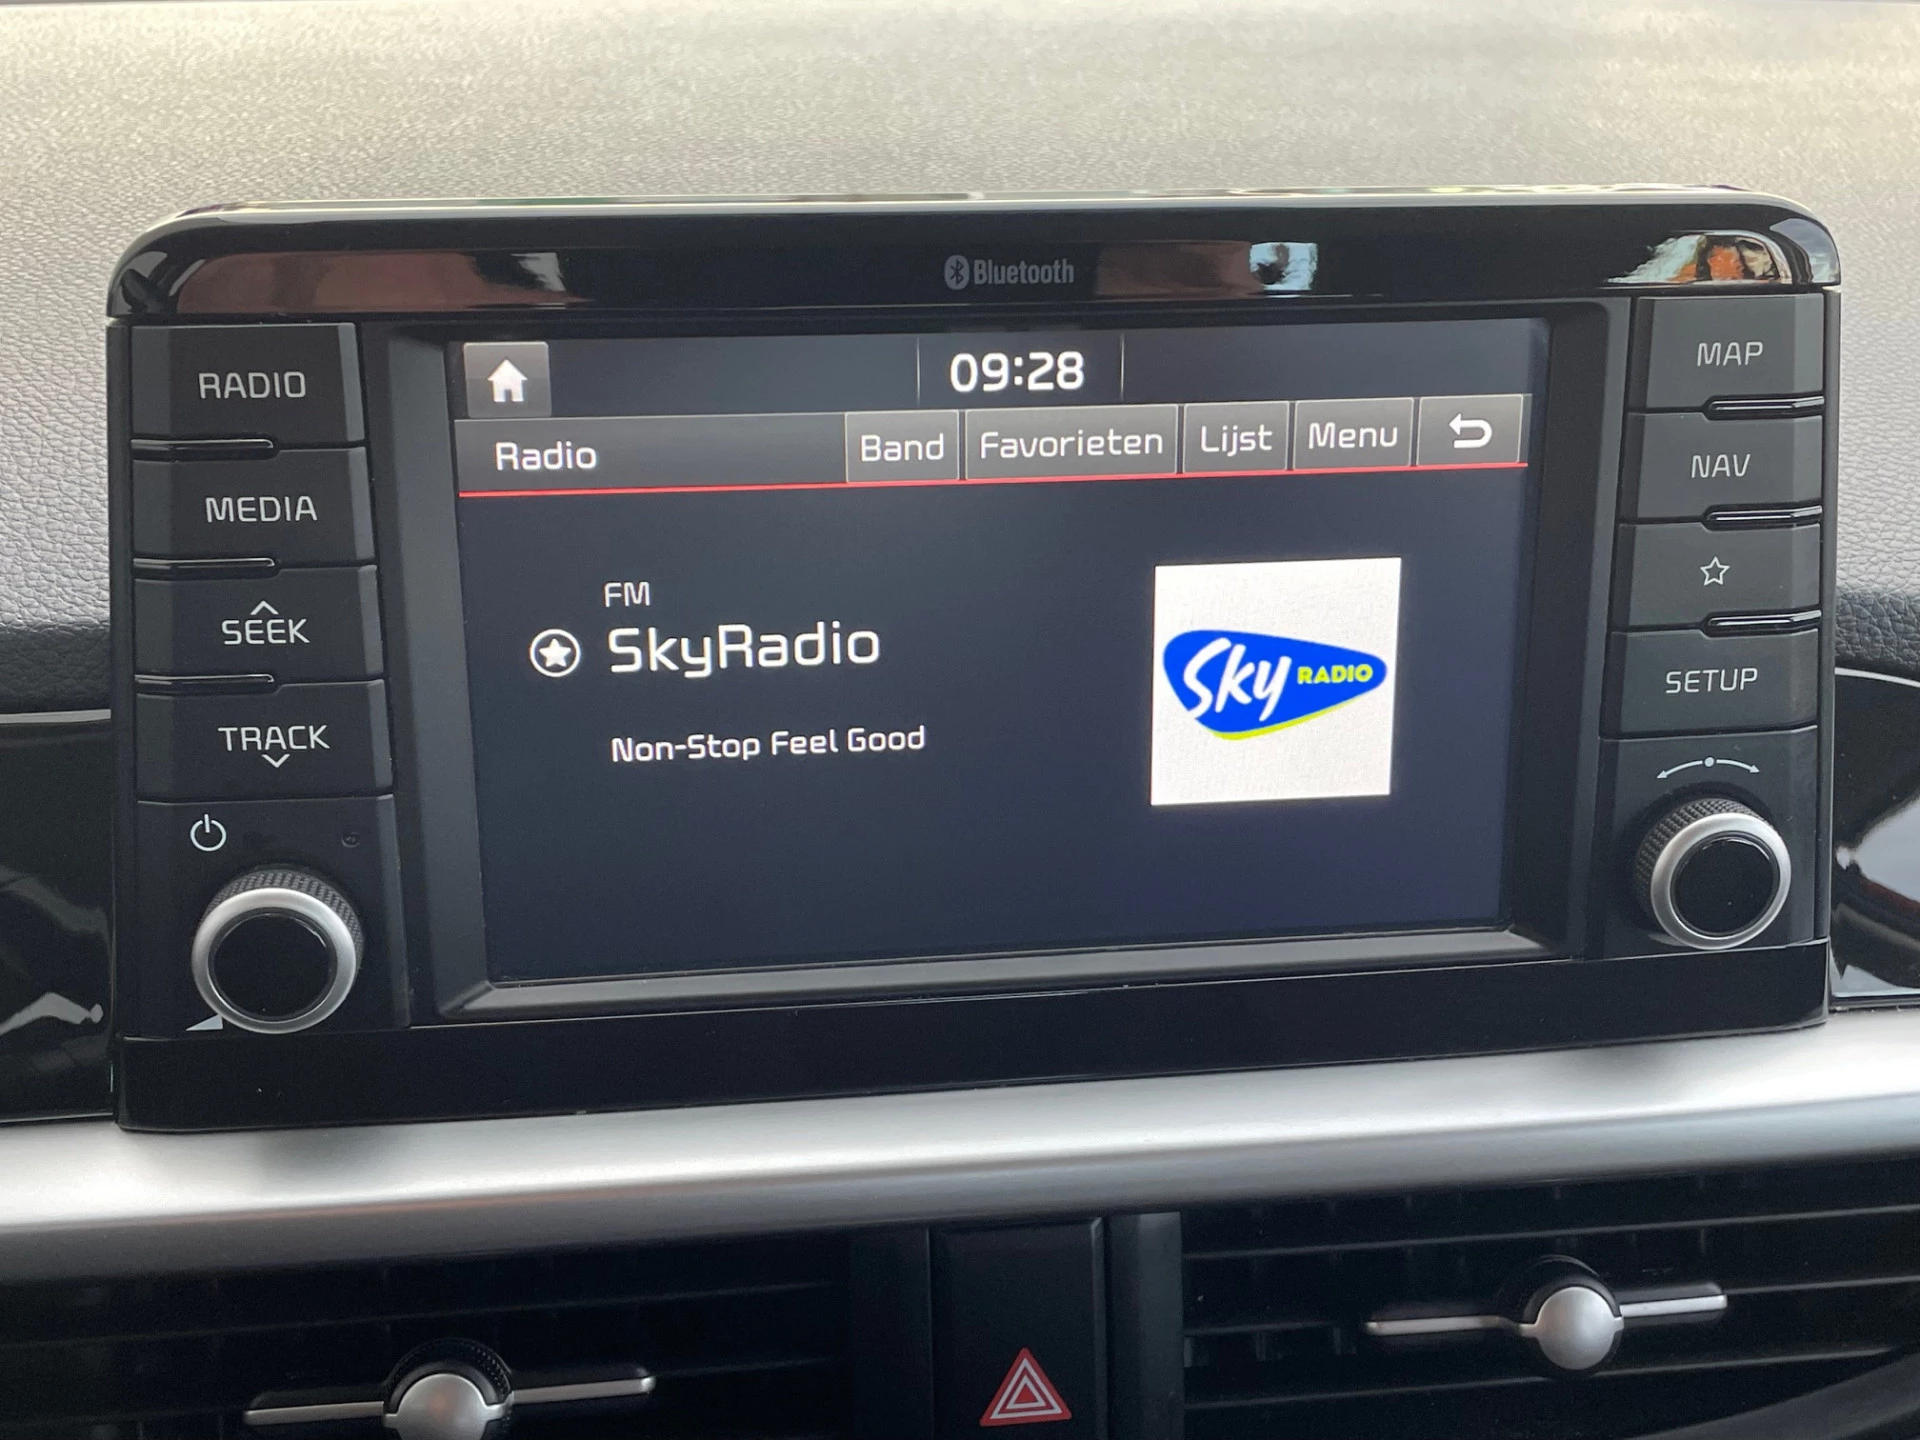 Bluetooth
RADIO
MEDIA
SEEK
TRACK
09:28
Radio
Band
Favorieten
Lijst
Menu
FM
SkyRadio
Non-Stop Feel Good
Sky RADIO
MAP
NAV
SETUP